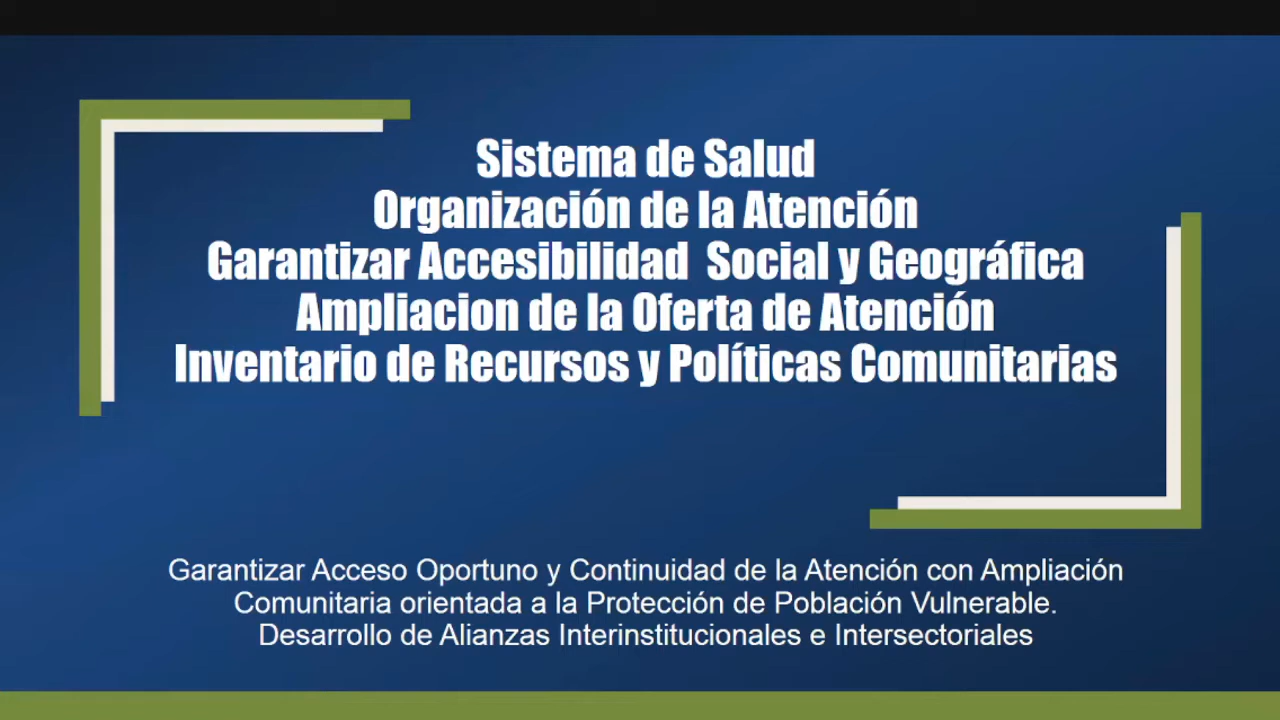 Sistema de Salud
Organización de la Atención
Garantizar Accesibilidad  Social y Geográfica
Ampliacion de la Oferta de Atención
Inventario de Recursos y Políticas Comunitarias
Garantizar Acceso Oportuno y Continuidad de la Atención con Ampliación
Comunitaria orientada a la Protección de Población Vulnerable.
Desarrollo de Alianzas Interinstitucionales e Intersectoriales